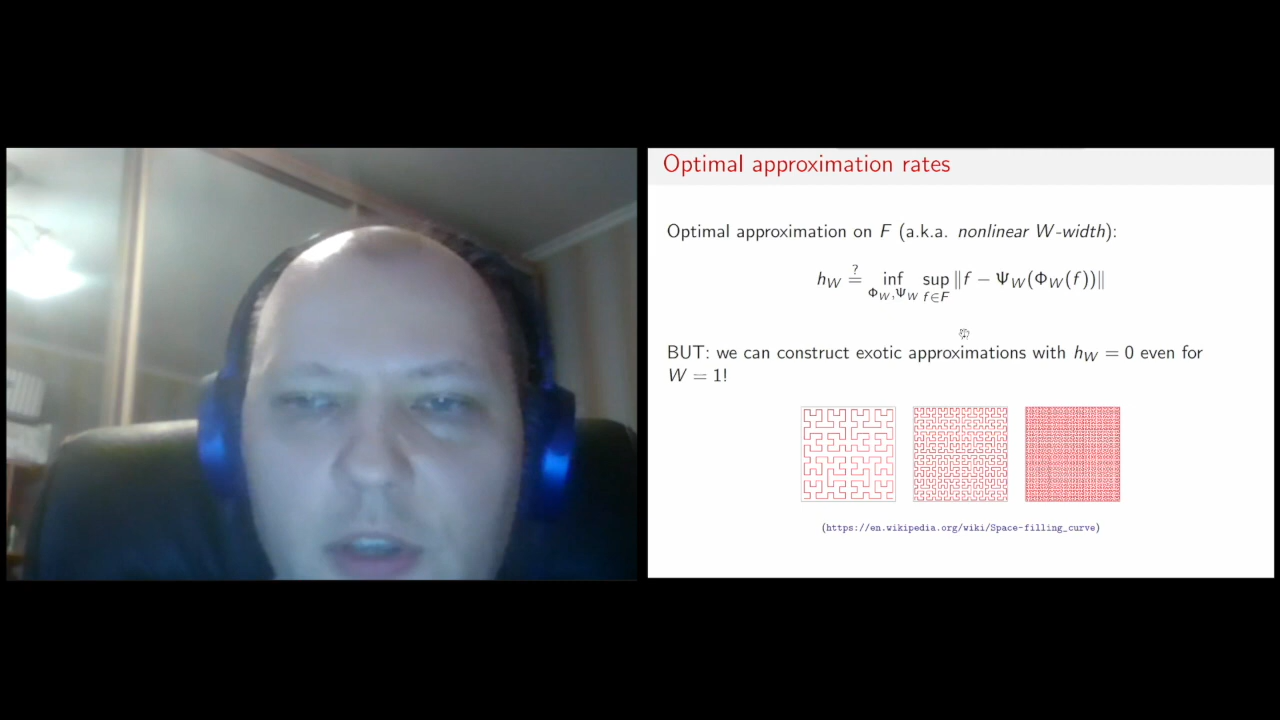 Optimal approximation rates
Optimal approximation on F (a.k.a. nonlinear W-width):
h_W ?= inf_{Φ_W,Ψ_W} sup_{f∈F} ‖f − Ψ_W(Φ_W(f))‖
BUT: we can construct exotic approximations with h_W = 0 even for
W = 1!
(https://en.wikipedia.org/wiki/Space-filling_curve)